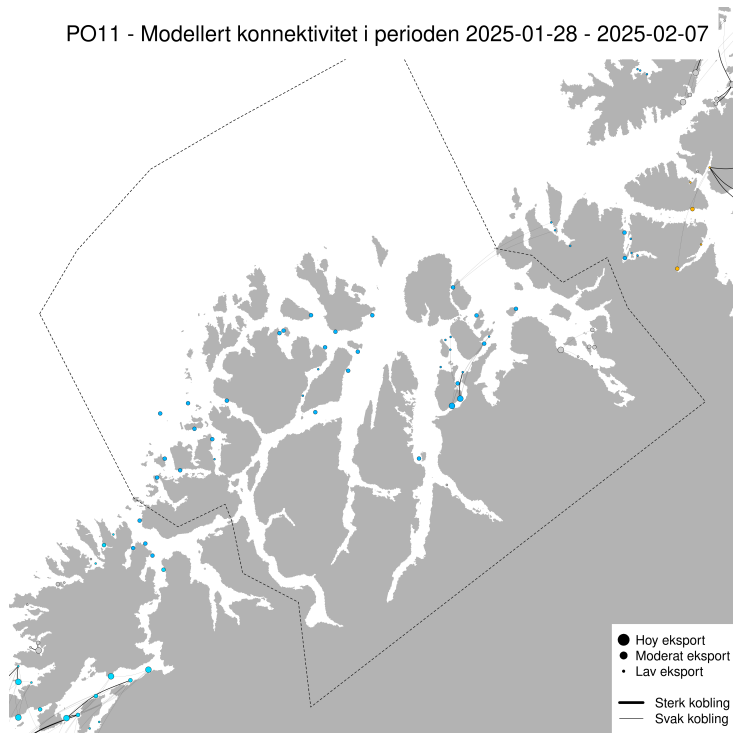 PO11 - Modellert konnektivitet i perioden 2025-01-28 - 2025-02-07
Hoy eksport
Moderat eksport
Lav eksport
Sterk kobling
Svak kobling